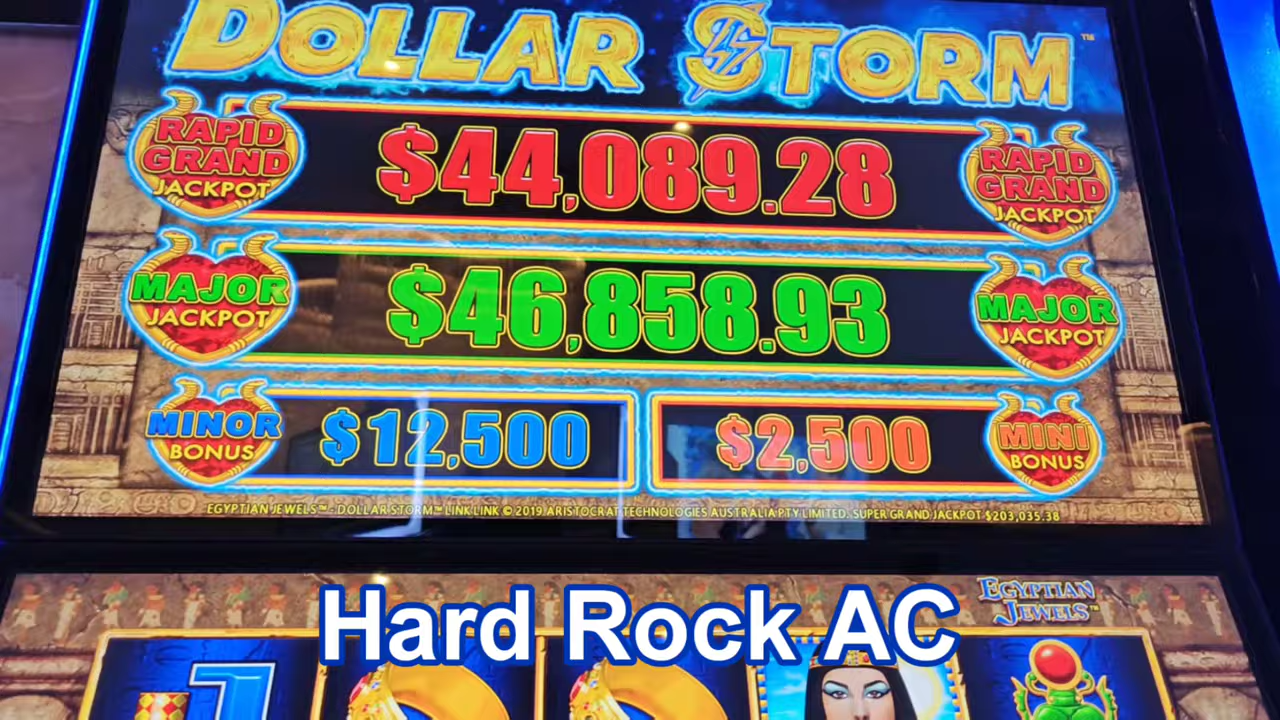 DOLLAR STORM™
RAPID GRAND JACKPOT $44,089.28 RAPID GRAND JACKPOT
MAJOR JACKPOT $46,858.93 MAJOR JACKPOT
MINOR BONUS $12,500 $2,500 MINI BONUS
EGYPTIAN JEWELS™ - DOLLAR STORM™ LINK LINK © 2019 ARISTOCRAT TECHNOLOGIES AUSTRALIA PTY LIMITED. SUPER GRAND JACKPOT $203,035.38
EGYPTIAN
JEWELS™
Hard Rock AC
J